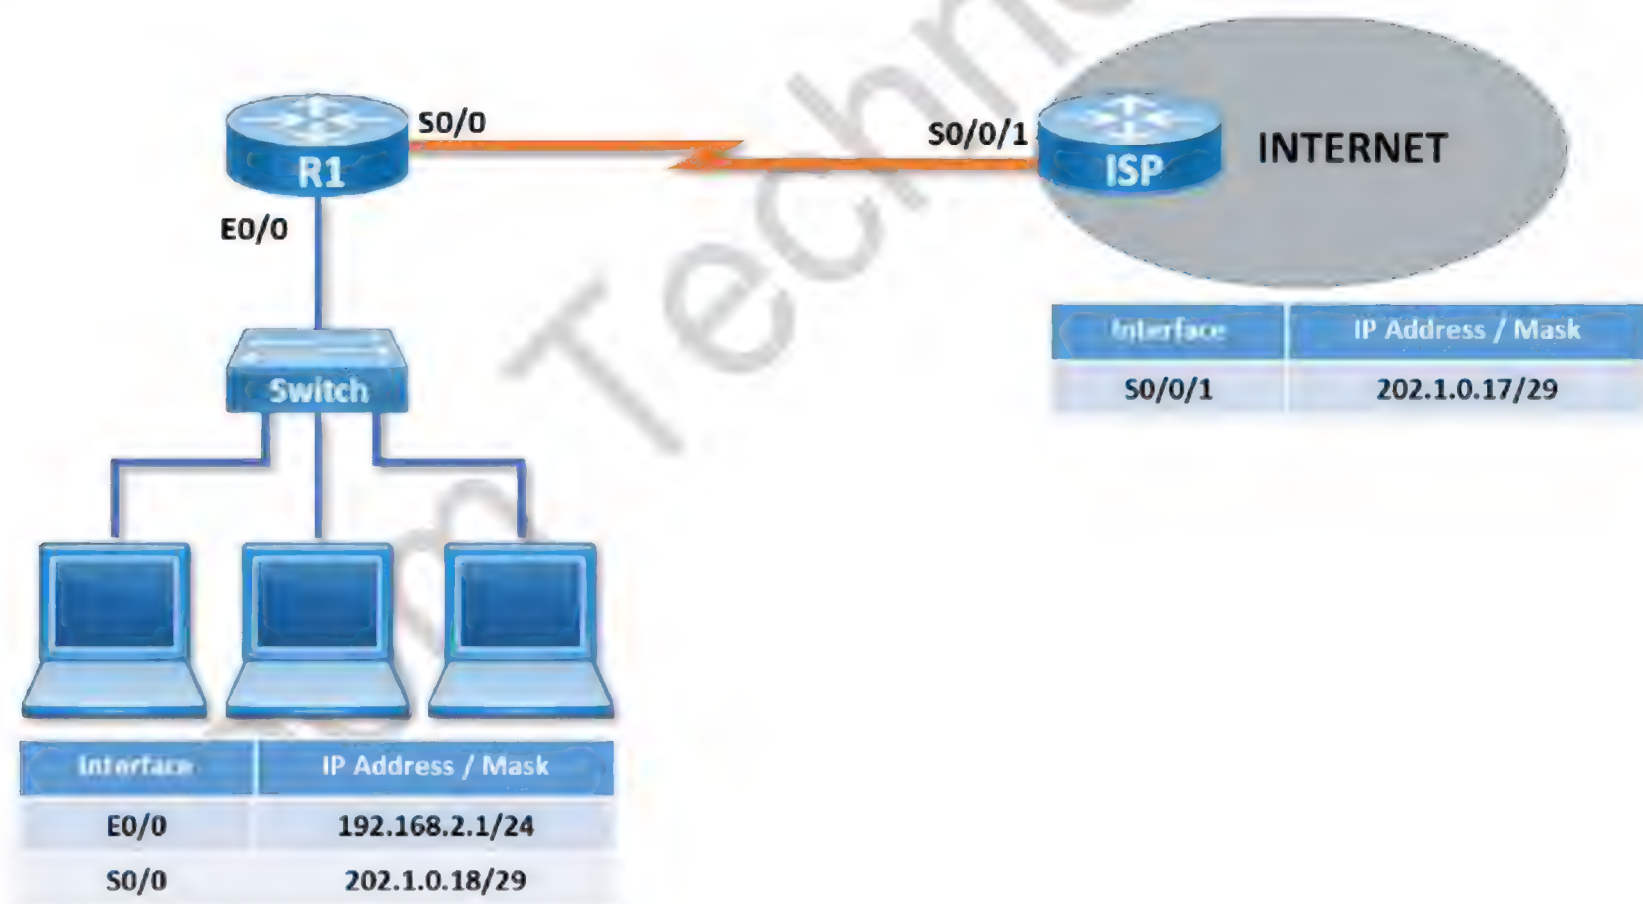 S0/0
S0/0/1
R1
ISP
INTERNET
E0/0
Switch
Interface IP Address / Mask
S0/0/1 202.1.0.17/29
Interface IP Address / Mask
E0/0 192.168.2.1/24
S0/0 202.1.0.18/29